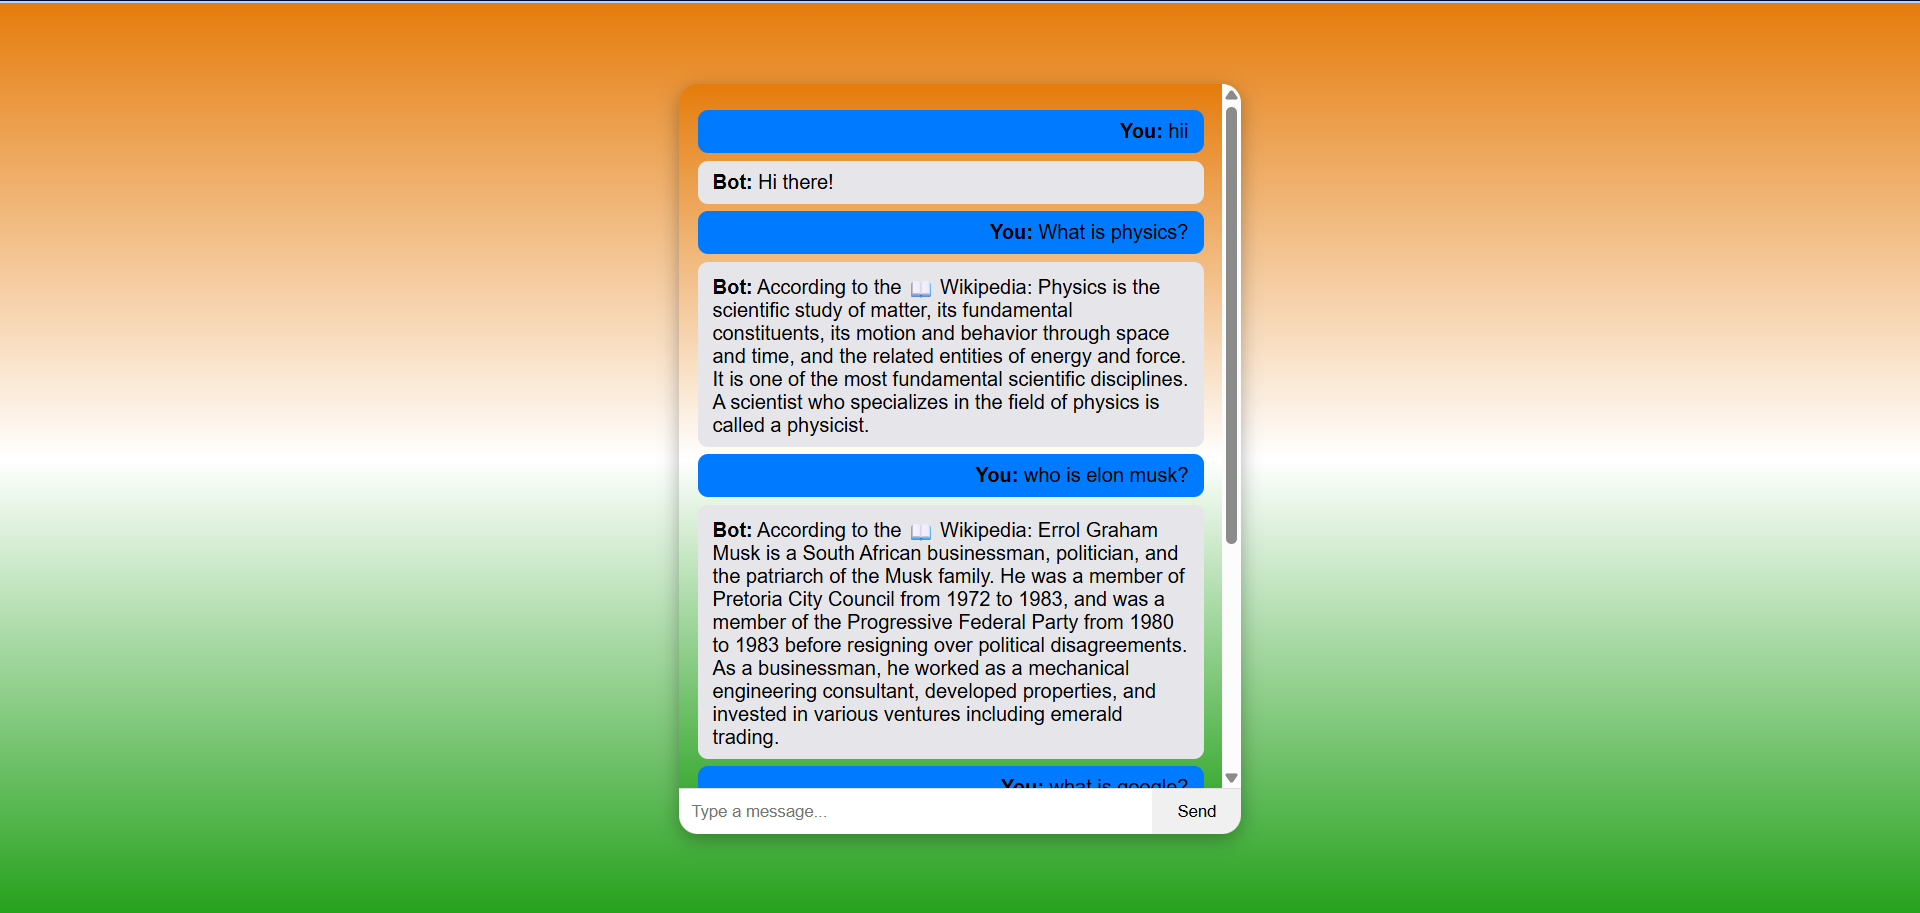 You: hii
Bot: Hi there!
You: What is physics?
Bot: According to the 📖 Wikipedia: Physics is the
scientific study of matter, its fundamental
constituents, its motion and behavior through space
and time, and the related entities of energy and force.
It is one of the most fundamental scientific disciplines.
A scientist who specializes in the field of physics is
called a physicist.
You: who is elon musk?
Bot: According to the 📖 Wikipedia: Errol Graham
Musk is a South African businessman, politician, and
the patriarch of the Musk family. He was a member of
Pretoria City Council from 1972 to 1983, and was a
member of the Progressive Federal Party from 1980
to 1983 before resigning over political disagreements.
As a businessman, he worked as a mechanical
engineering consultant, developed properties, and
invested in various ventures including emerald
trading.
You: what is google?
Type a message...
Send